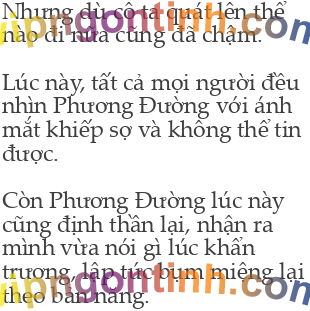 Nhưng dù cô ta quát lên thế
nào đi nữa cũng đã chậm.
Lúc này, tất cả mọi người đều
nhìn Phương Đường với ánh
mắt khiếp sợ và không thể tin
được.
Còn Phương Đường lúc này
cũng định thần lại, nhận ra
mình vừa nói gì lúc khẩn
trương, lập tức bụm miệng lại
theo bản năng.